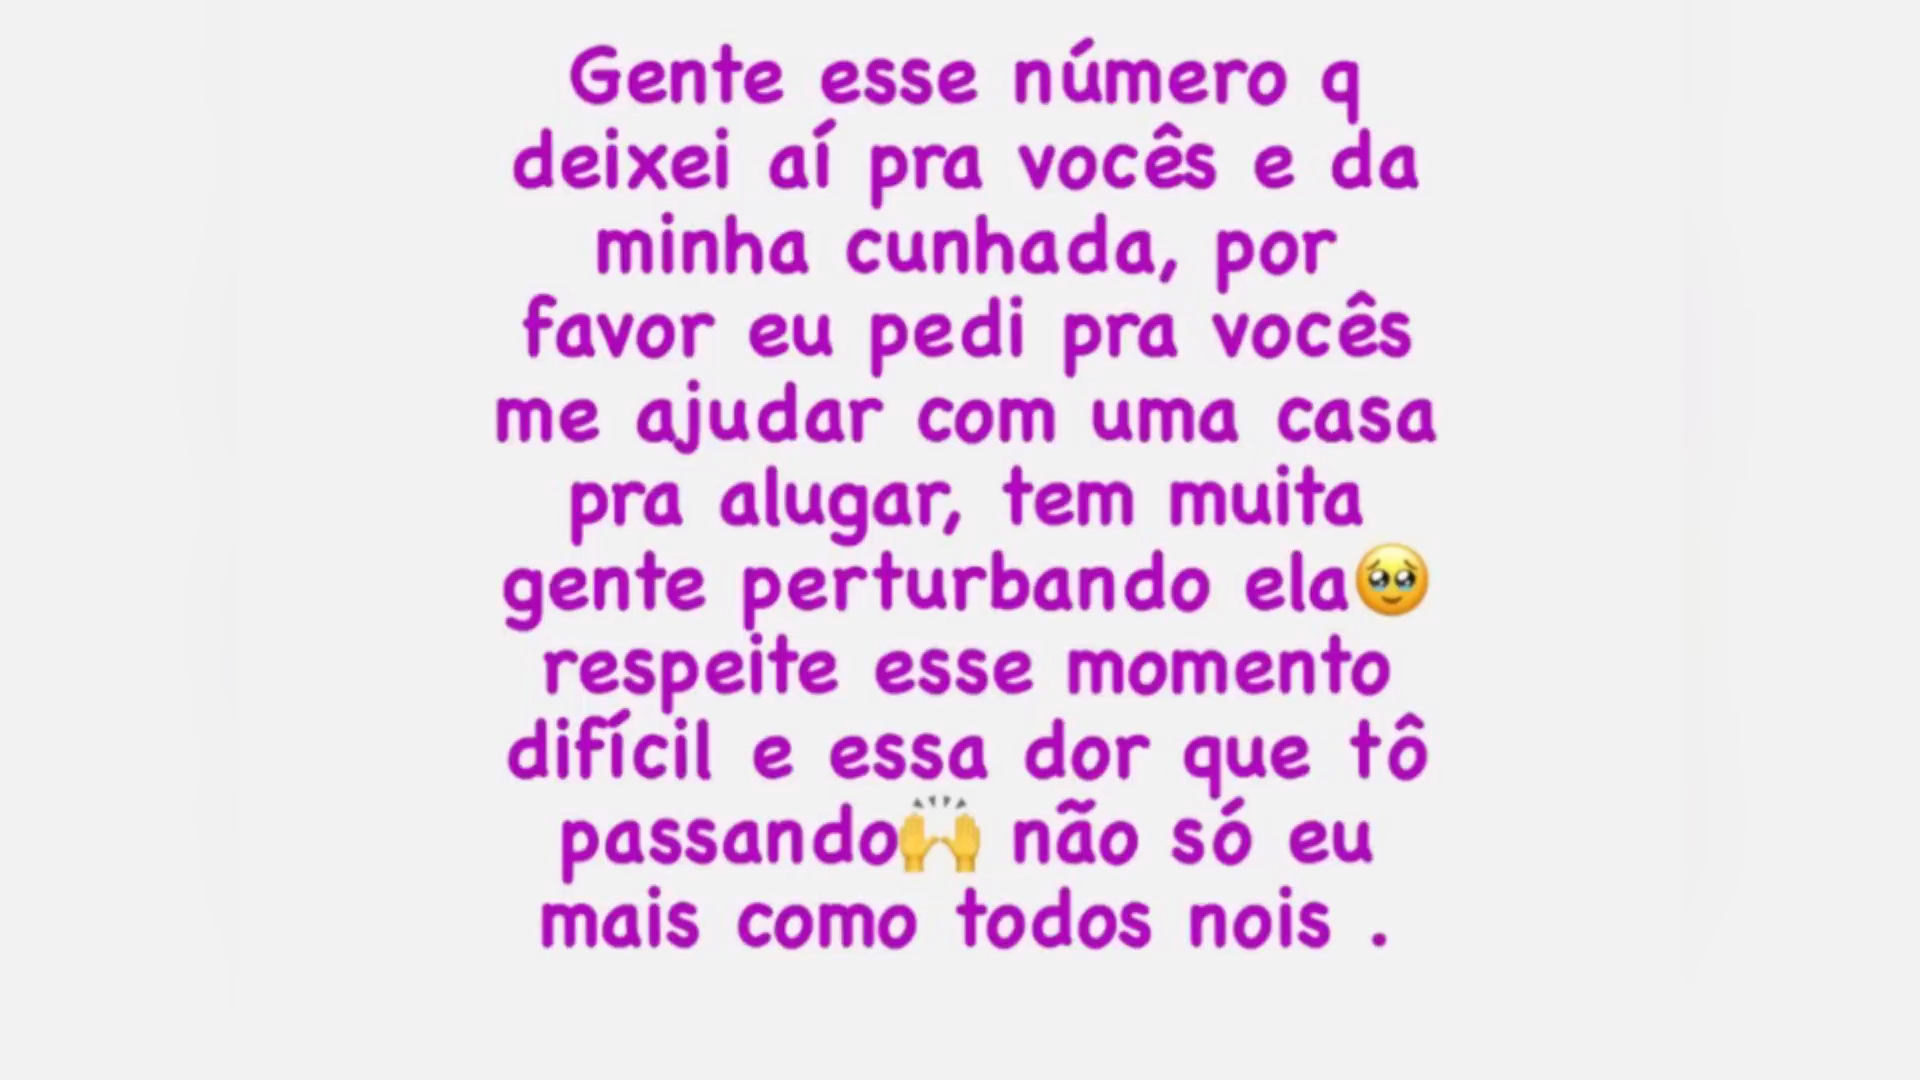 Gente esse número q
deixei aí pra vocês e da
minha cunhada, por
favor eu pedi pra vocês
me ajudar com uma casa
pra alugar, tem muita
gente perturbando ela🥹
respeite esse momento
difícil e essa dor que tô
passando🙌 não só eu
mais como todos nois .